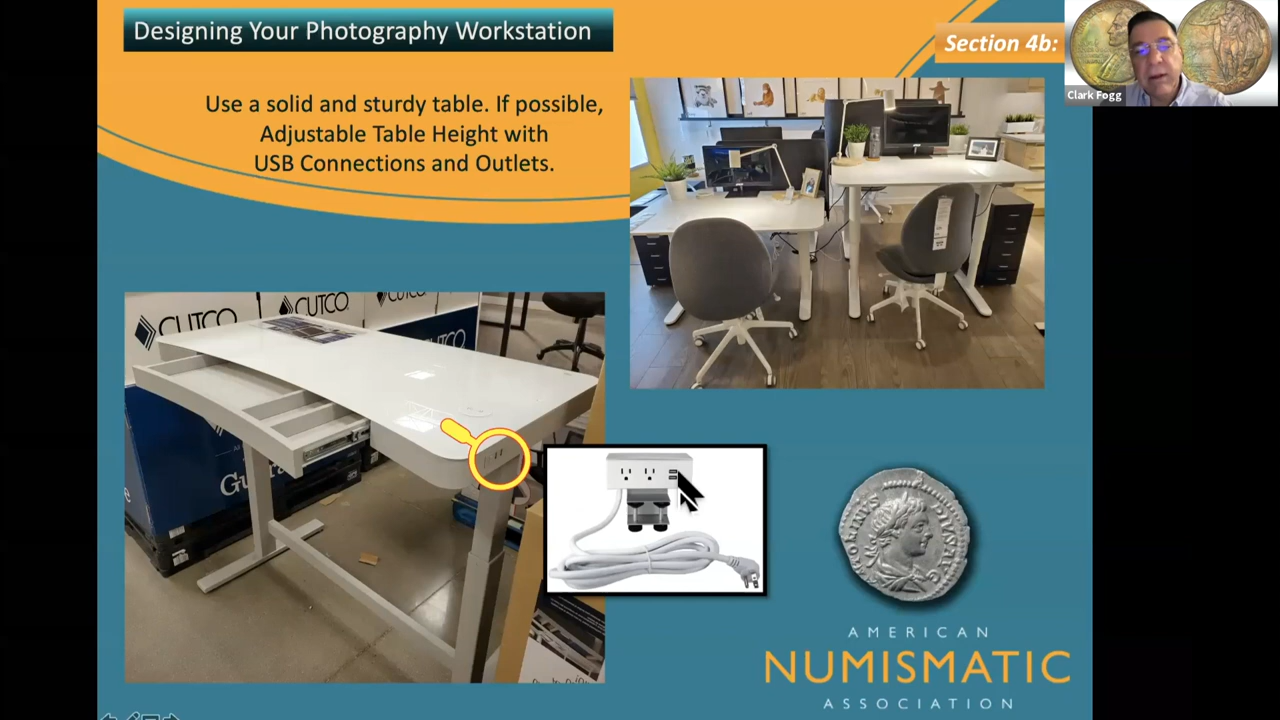 Designing Your Photography Workstation
Section 4b:
Clark Fogg
Use a solid and sturdy table. If possible,
Adjustable Table Height with
USB Connections and Outlets.
CUTCO
CUTCO
CUTCO
AMERICAN
NUMISMATIC
ASSOCIATION